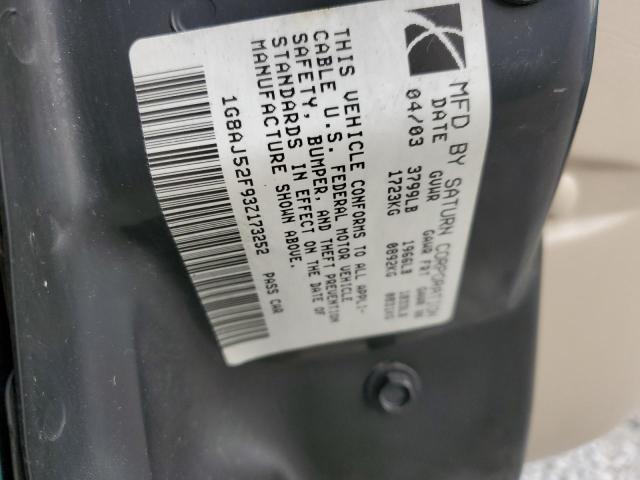 MFD BY SATURN CORPORATION
DATE GVWR GAWR FRT GAWR RR
04/03 3799LB 1966LB 1833LB
1723KG 0892KG 0831KG
THIS VEHICLE CONFORMS TO ALL APPLI-
CABLE U.S. FEDERAL MOTOR VEHICLE
SAFETY, BUMPER, AND THEFT PREVENTION
STANDARDS IN EFFECT ON THE DATE OF
MANUFACTURE SHOWN ABOVE.
1G8AJ52F93Z173252 PASS CAR